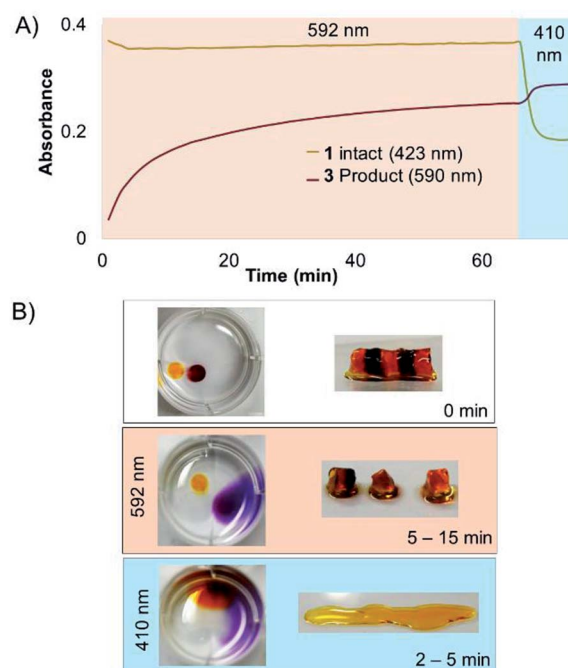 A)
0.4
592 nm
410
nm
Absorbance
0.2
1 intact (423 nm)
3 Product (590 nm)
0
0
20
40
60
Time (min)
B)
0 min
592 nm
5 – 15 min
410 nm
2 – 5 min